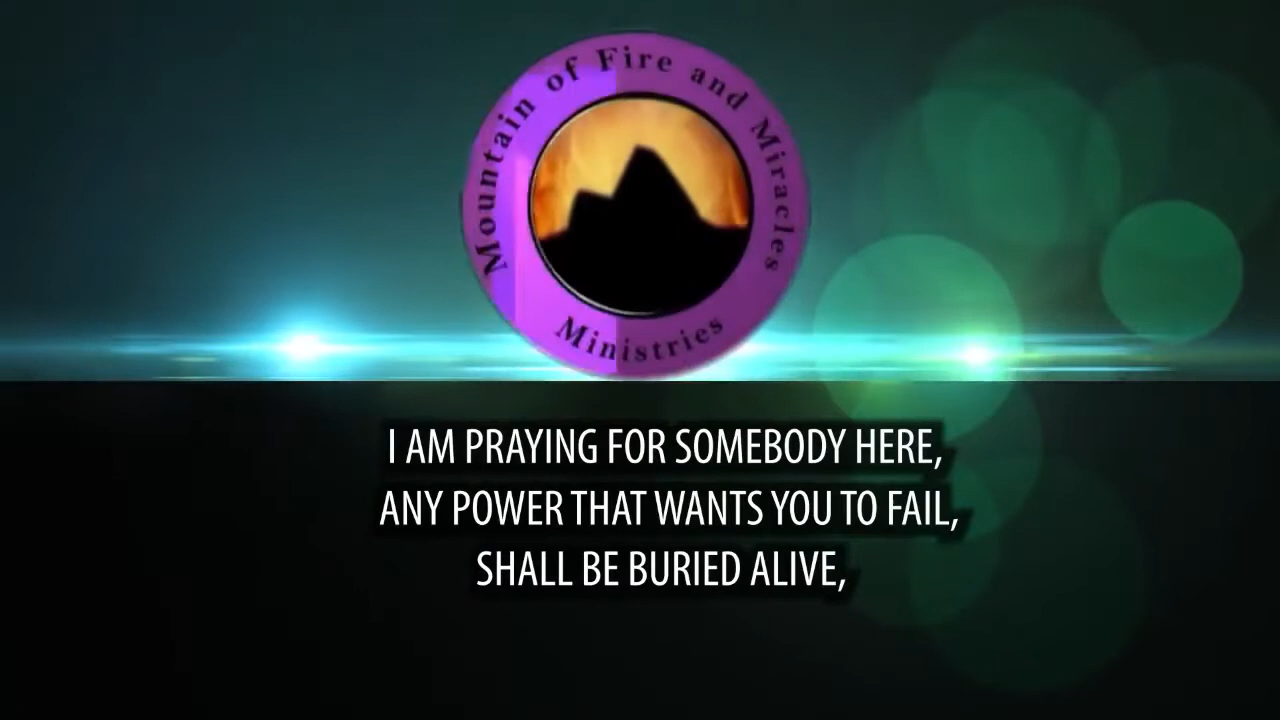 Mountain of Fire and Miracles
Ministries
I AM PRAYING FOR SOMEBODY HERE,
ANY POWER THAT WANTS YOU TO FAIL,
SHALL BE BURIED ALIVE,